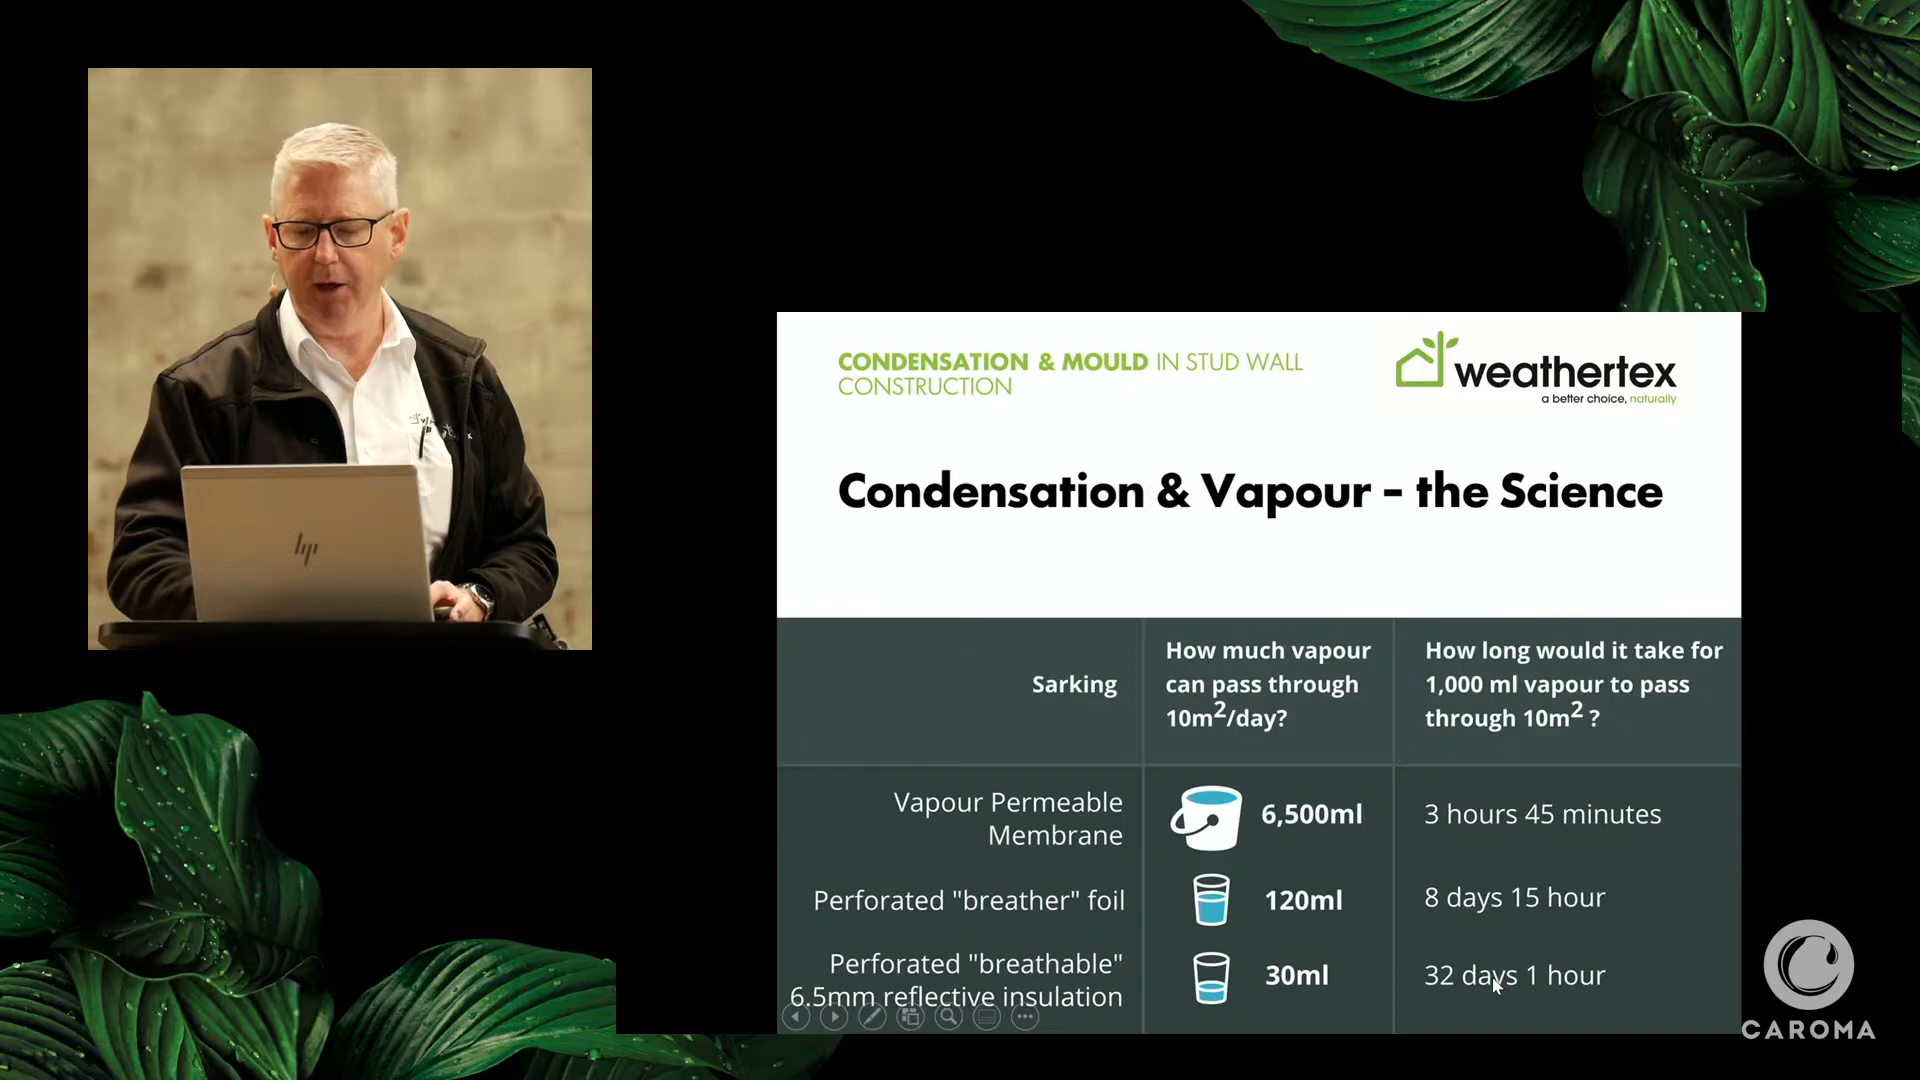 CONDENSATION & MOULD IN STUD WALL
CONSTRUCTION
weathertex
a better choice, naturally
Condensation & Vapour - the Science
Sarking
How much vapour
can pass through
10m²/day?
How long would it take for
1,000 ml vapour to pass
through 10m² ?
Vapour Permeable
Membrane
6,500ml
3 hours 45 minutes
Perforated "breather" foil
120ml
8 days 15 hour
Perforated "breathable"
6.5mm reflective insulation
30ml
32 days 1 hour
hp
CAROMA